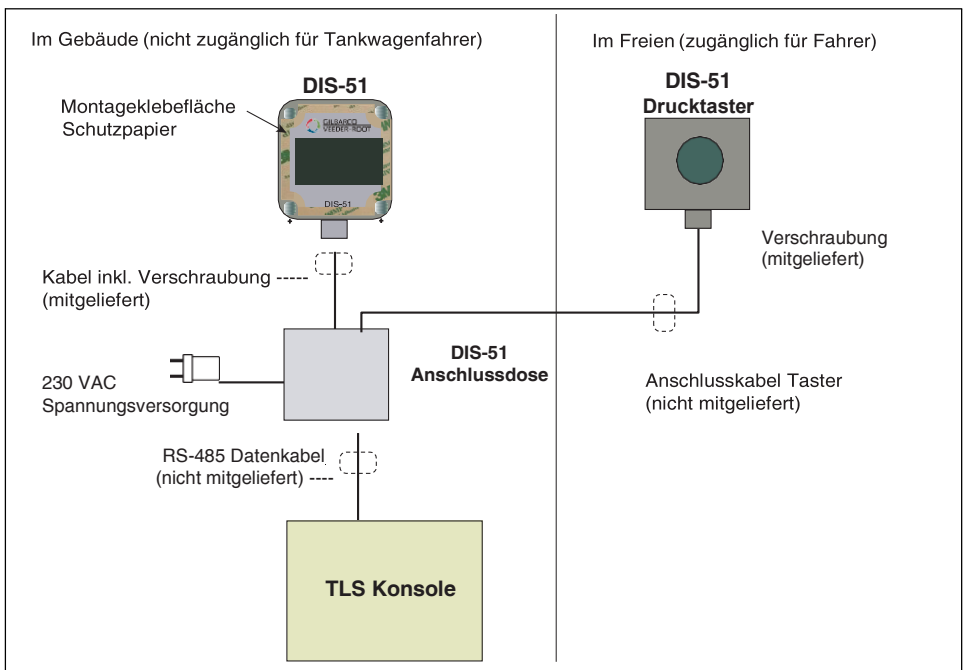 Im Gebäude (nicht zugänglich für Tankwagenfahrer)
Im Freien (zugänglich für Fahrer)
DIS-51
Montageklebefläche
Schutzpapier
GILBARCO
VEEDER-ROOT
DIS-51
DIS-51
Drucktaster
Verschraubung
(mitgeliefert)
Kabel inkl. Verschraubung
(mitgeliefert)
DIS-51
Anschlussdose
230 VAC
Spannungsversorgung
Anschlusskabel Taster
(nicht mitgeliefert)
RS-485 Datenkabel
(nicht mitgeliefert)
TLS Konsole